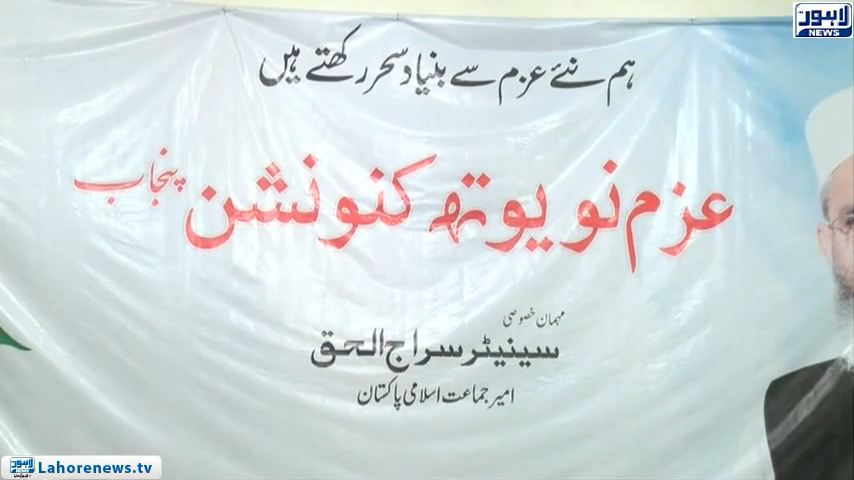 لاہور
NEWS
ہم نئے عزم سے بنیاد سحر رکھتے ہیں
عزم نو یوتھ کنونشن پنجاب
مہمان خصوصی
سینیٹر سراج الحق
امیر جماعت اسلامی پاکستان
لاہور
Lahorenews.tv